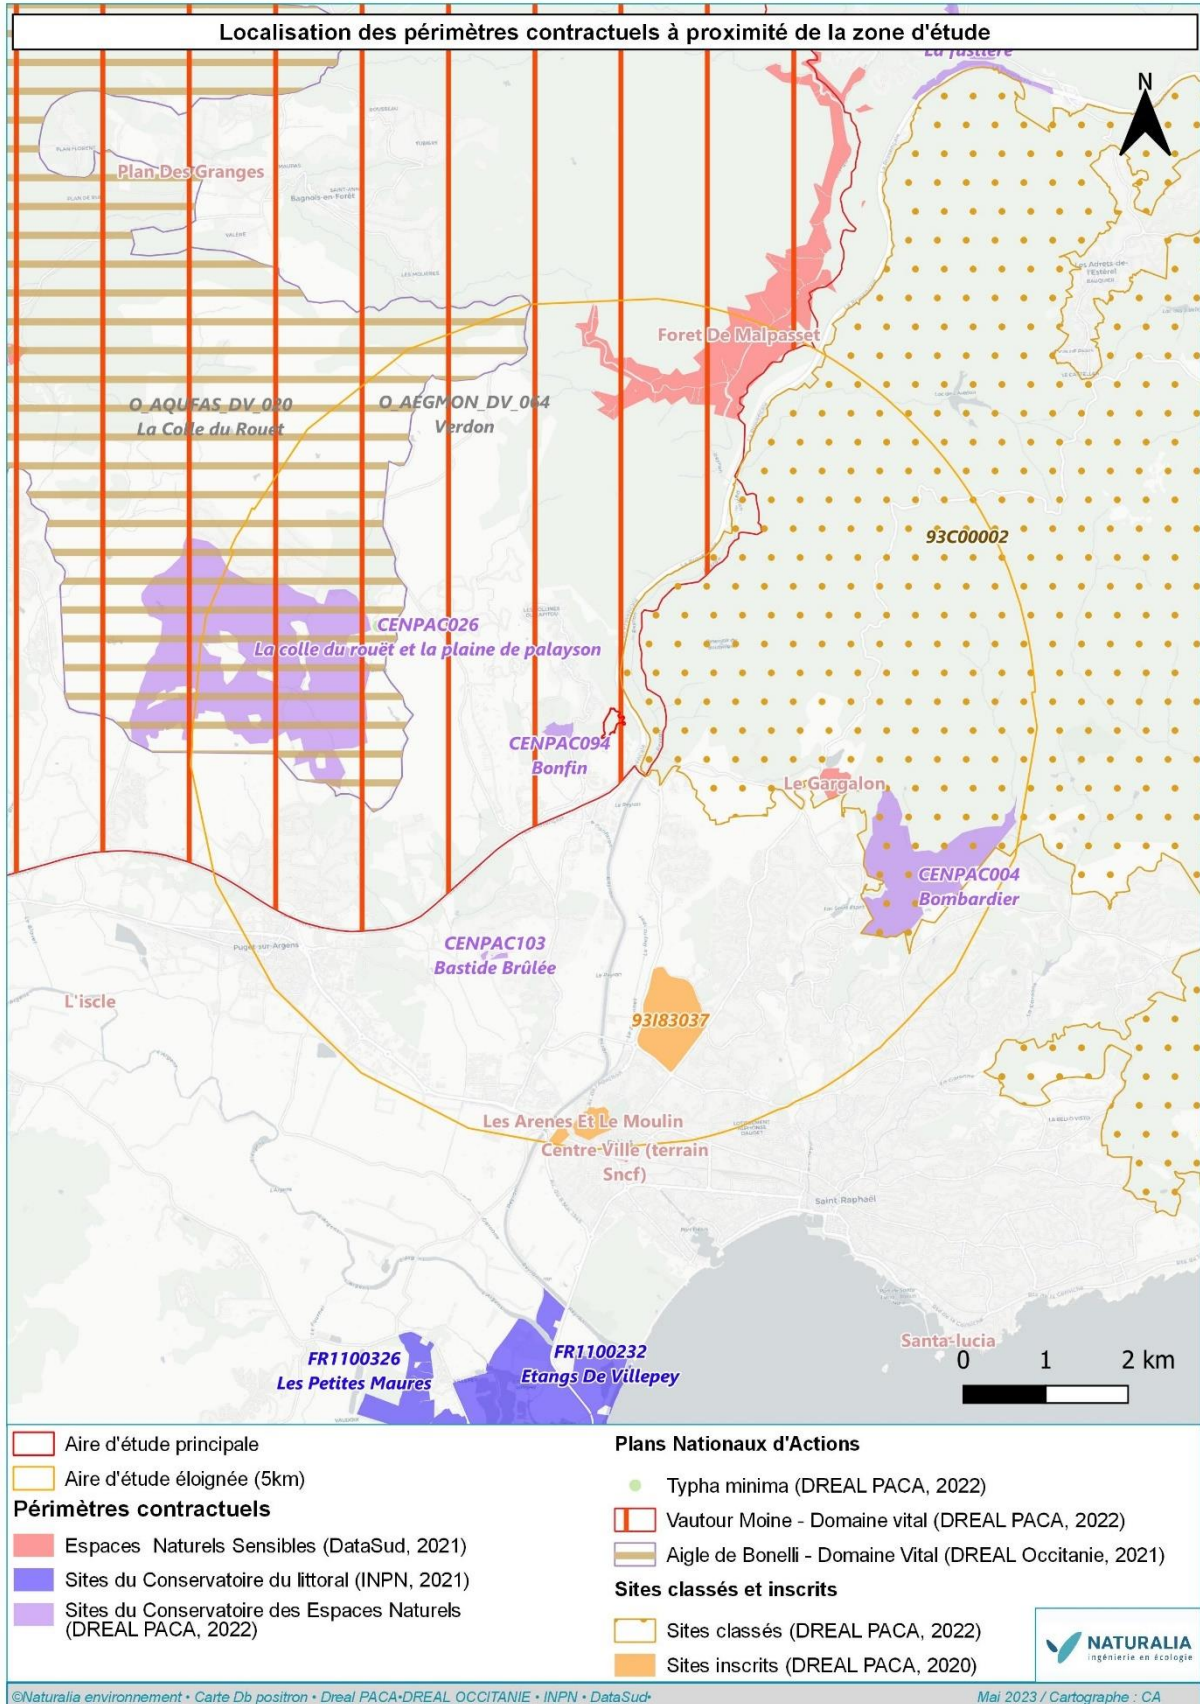 Localisation des périmètres contractuels à proximité de la zone d'étude
La fustière
N
Plan Des Granges
Bagnols-en-Forêt
Les Adrets-de-
l'Estérel
Foret De Malpasset
O_AQUFAS_DV_020
La Colle du Rouet
O_AEGMON_DV_064
Verdon
93C00002
CENPAC026
La colle du rouët et la plaine de palayson
CENPAC094
Bonfin
Le Gargalon
CENPAC004
Bombardier
CENPAC103
Bastide Brûlée
Puget-sur-Argens
L'iscle
93I83037
Les Arenes Et Le Moulin
Centre Ville (terrain
Sncf)
Saint-Raphaël
Santa-lucia
FR1100326
Les Petites Maures
FR1100232
Etangs De Villepey
0 1 2 km
Aire d'étude principale
Aire d'étude éloignée (5km)
Périmètres contractuels
Espaces Naturels Sensibles (DataSud, 2021)
Sites du Conservatoire du littoral (INPN, 2021)
Sites du Conservatoire des Espaces Naturels
(DREAL PACA, 2022)
Plans Nationaux d'Actions
Typha minima (DREAL PACA, 2022)
Vautour Moine - Domaine vital (DREAL PACA, 2022)
Aigle de Bonelli - Domaine Vital (DREAL Occitanie, 2021)
Sites classés et inscrits
Sites classés (DREAL PACA, 2022)
Sites inscrits (DREAL PACA, 2020)
NATURALIA
ingénierie en écologie
©Naturalia environnement • Carte Db positron • Dreal PACA•DREAL OCCITANIE • INPN • DataSud•
Mai 2023 / Cartographe : CA